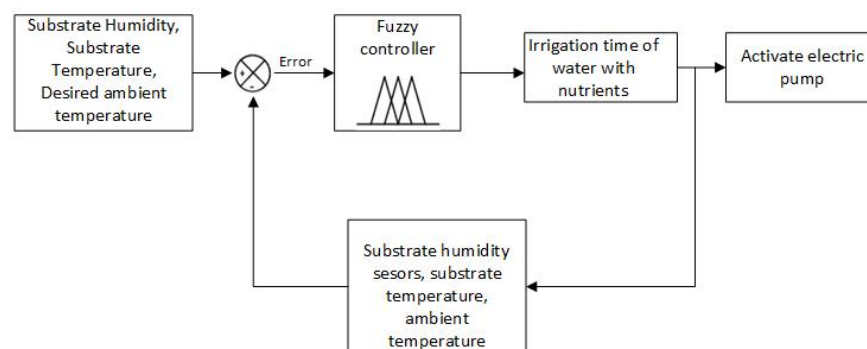 Substrate Humidity,
Substrate
Temperature,
Desired ambient
temperature
+
-
Error
Fuzzy
controller
Irrigation time of
water with
nutrients
Activate electric
pump
Substrate humidity
sesors, substrate
temperature,
ambient
temperature